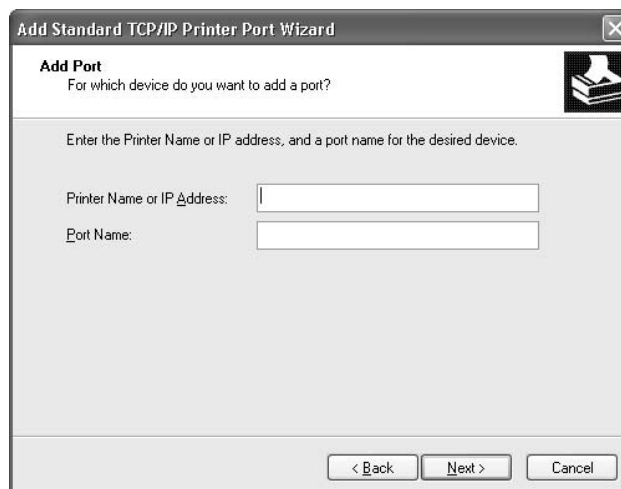 Add Standard TCP/IP Printer Port Wizard
Add Port
For which device do you want to add a port?
Enter the Printer Name or IP address, and a port name for the desired device.
Printer Name or IP Address:
Port Name:
< Back Next > Cancel